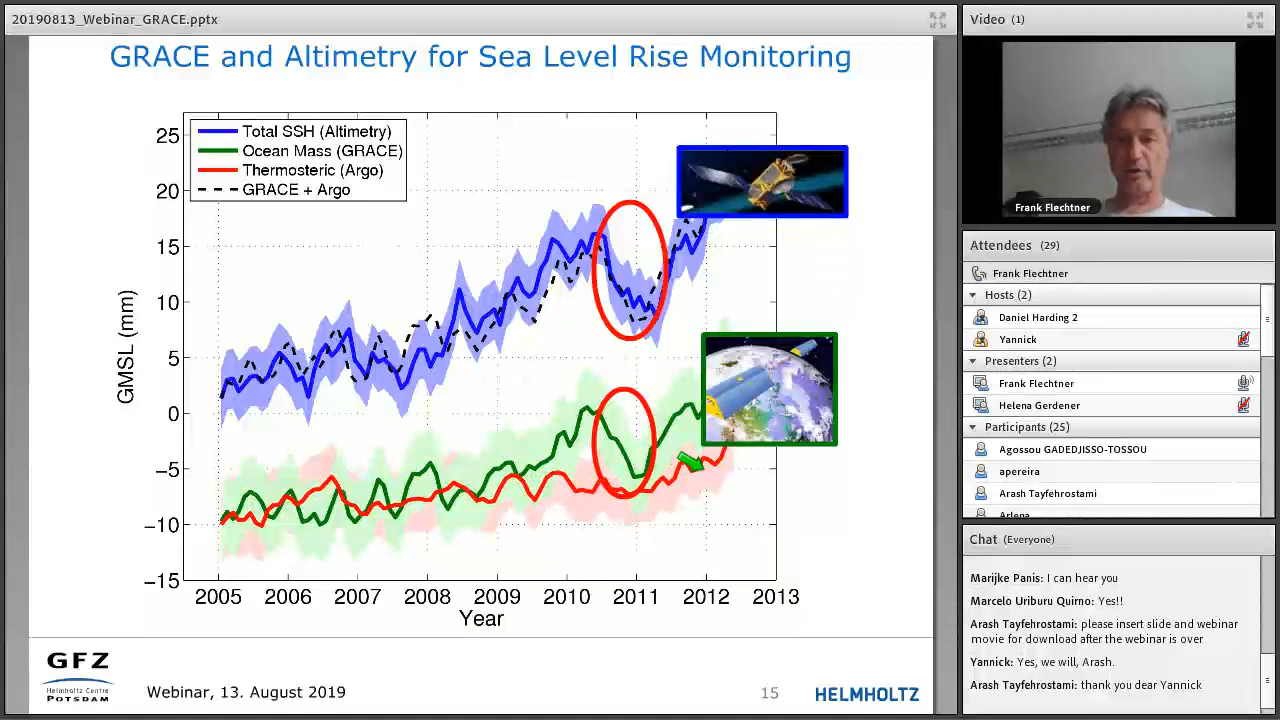 20190813_Webinar_GRACE.pptx
GRACE and Altimetry for Sea Level Rise Monitoring
Total SSH (Altimetry)
Ocean Mass (GRACE)
Thermosteric (Argo)
GRACE + Argo
25
20
15
10
5
0
−5
−10
−15
GMSL (mm)
2005 2006 2007 2008 2009 2010 2011 2012 2013
Year
GFZ
Helmholtz Centre
POTSDAM
Webinar, 13. August 2019
15
HELMHOLTZ
Video (1)
Frank Flechtner
Attendees (29)
Frank Flechtner
Hosts (2)
Daniel Harding 2
Yannick
Presenters (2)
Frank Flechtner
Helena Gerdener
Participants (25)
Agossou GADEDJISSO-TOSSOU
apereira
Arash Tayfehrostami
Arlena
Chat (Everyone)
Marijke Panis: I can hear you
Marcelo Uriburu Quirno: Yes!!
Arash Tayfehrostami: please insert slide and webinar
movie for download after the webinar is over
Yannick: Yes, we will, Arash.
Arash Tayfehrostami: thank you dear Yannick